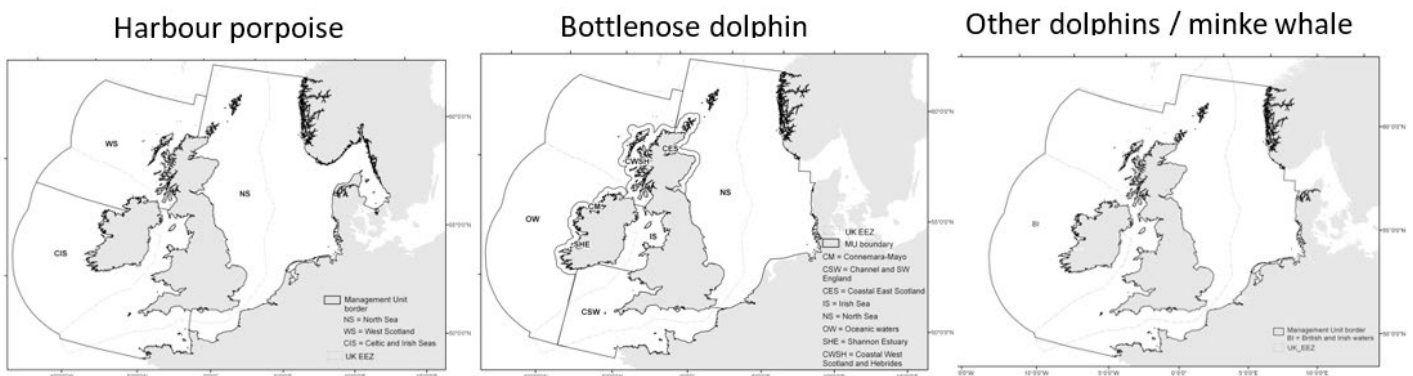 Harbour porpoise
WS
NS
CIS
Management Unit
border
NS = North Sea
WS = West Scotland
CIS = Celtic and Irish Seas
UK EEZ
Bottlenose dolphin
CES
CWSH
NS
OW
CM
IS
SHE
CSW
UK EEZ
MU boundary
CM = Connemara-Mayo
CSW = Channel and SW
England
CES = Coastal East Scotland
IS = Irish Sea
NS = North Sea
OW = Oceanic waters
SHE = Shannon Estuary
CWSH = Coastal West
Scotland and Hebrides
Other dolphins / minke whale
BI
Management Unit border
BI = British and Irish waters
UK_EEZ